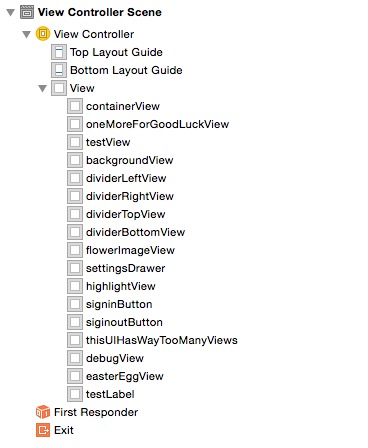 View Controller Scene
View Controller
Top Layout Guide
Bottom Layout Guide
View
containerView
oneMoreForGoodLuckView
testView
backgroundView
dividerLeftView
dividerRightView
dividerTopView
dividerBottomView
flowerImageView
settingsDrawer
highlightView
signinButton
siginoutButton
thisUIHasWayTooManyViews
debugView
easterEggView
testLabel
First Responder
Exit